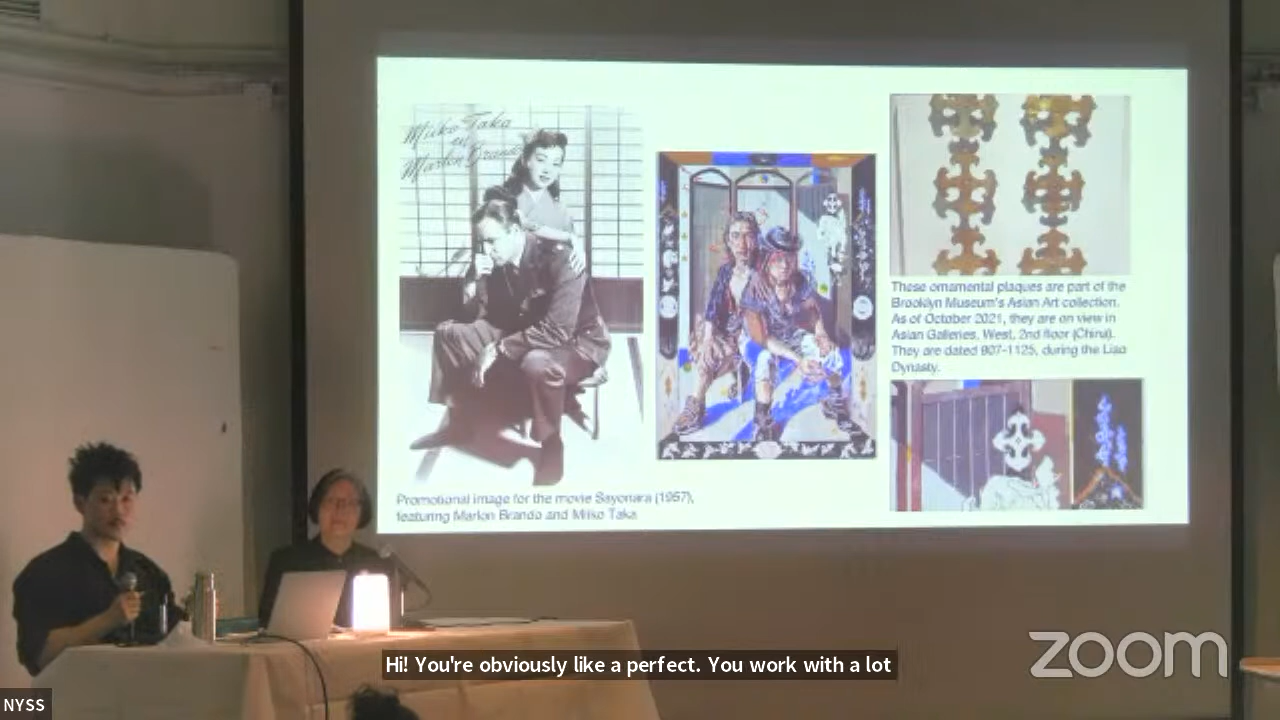 Miiko Taka
en
Marlon Brando
Promotional image for the movie Sayonara (1957),
featuring Marlon Brando and Miiko Taka
These ornamental plaques are part of the
Brooklyn Museum's Asian Art collection.
As of October 2021, they are on view in
Asian Galleries, West, 2nd floor (China).
They are dated 907-1125, during the Liao
Dynasty.
Hi! You're obviously like a perfect. You work with a lot
zoom
NYSS